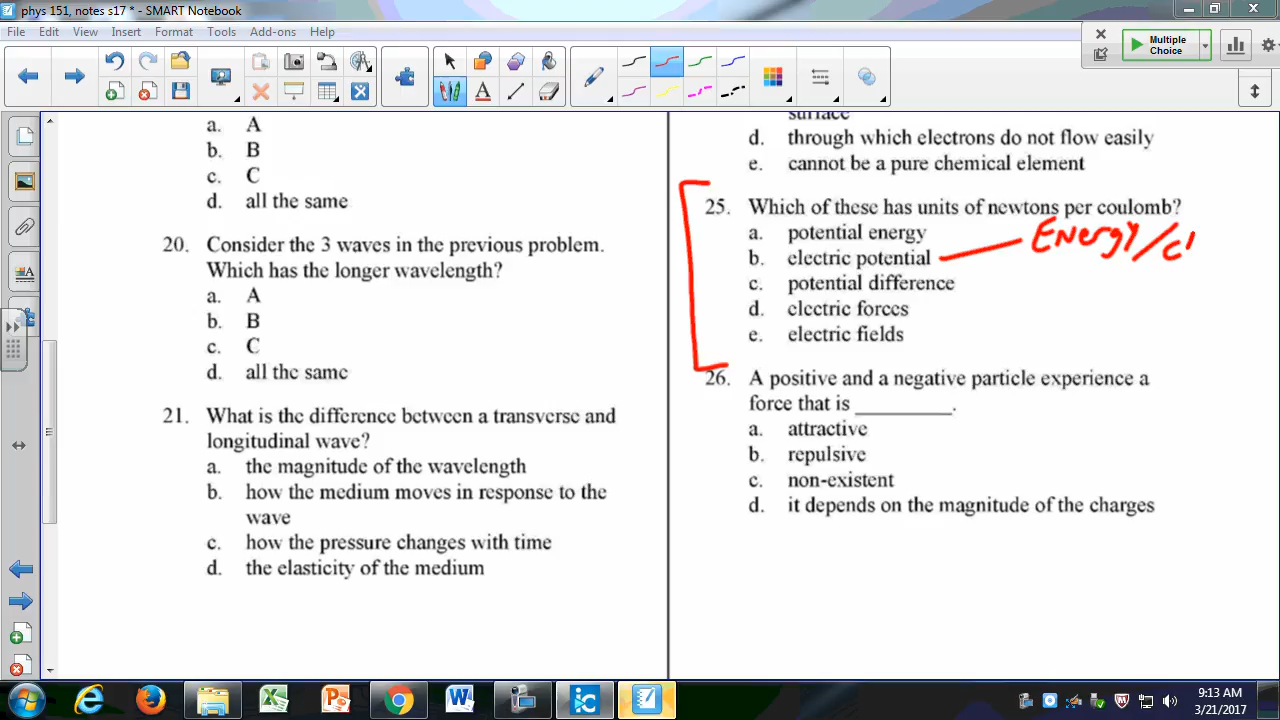 phys 151, notes s17 * - SMART Notebook
File Edit View Insert Format Tools Add-ons Help
Multiple
Choice
a. A
b. B
c. C
d. all the same
20. Consider the 3 waves in the previous problem.
Which has the longer wavelength?
a. A
b. B
c. C
d. all the same
21. What is the difference between a transverse and
longitudinal wave?
a. the magnitude of the wavelength
b. how the medium moves in response to the
wave
c. how the pressure changes with time
d. the elasticity of the medium
surface
d. through which electrons do not flow easily
e. cannot be a pure chemical element
25. Which of these has units of newtons per coulomb?
a. potential energy
b. electric potential
Energy/
c. potential difference
d. electric forces
e. electric fields
26. A positive and a negative particle experience a
force that is __________.
a. attractive
b. repulsive
c. non-existent
d. it depends on the magnitude of the charges
9:13 AM
3/21/2017